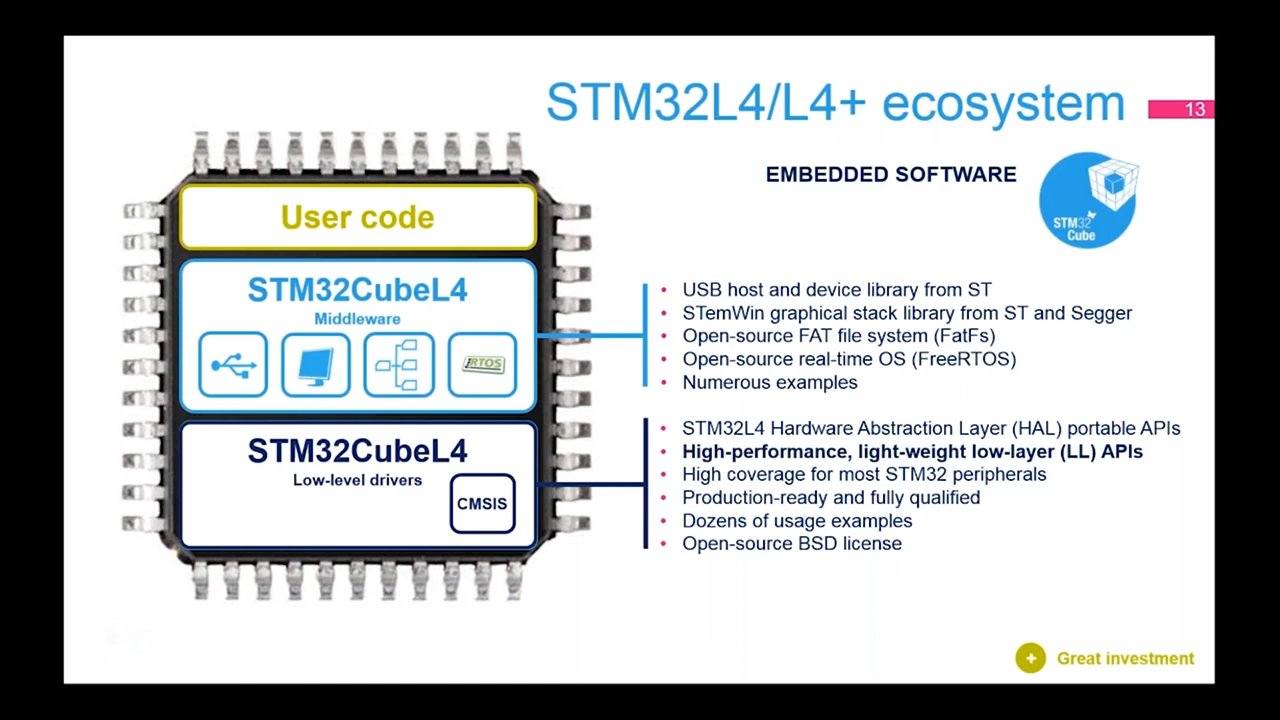 STM32L4/L4+ ecosystem
13
EMBEDDED SOFTWARE
STM32
Cube
User code
STM32CubeL4
Middleware
RTOS
• USB host and device library from ST
• STemWin graphical stack library from ST and Segger
• Open-source FAT file system (FatFs)
• Open-source real-time OS (FreeRTOS)
• Numerous examples
STM32CubeL4
Low-level drivers
CMSIS
• STM32L4 Hardware Abstraction Layer (HAL) portable APIs
• High-performance, light-weight low-layer (LL) APIs
• High coverage for most STM32 peripherals
• Production-ready and fully qualified
• Dozens of usage examples
• Open-source BSD license
+ Great investment